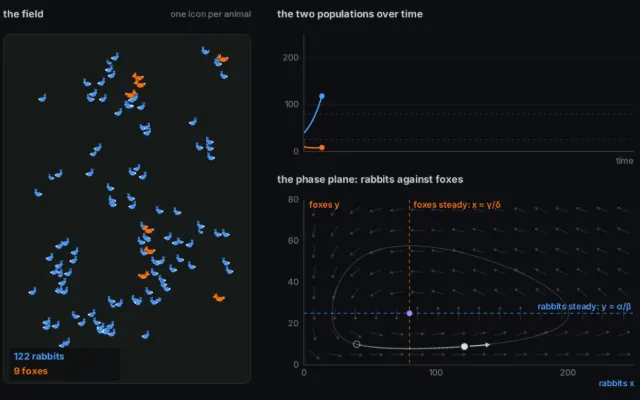 the field
one icon per animal
122 rabbits
9 foxes
the two populations over time
200
100
0
time
the phase plane: rabbits against foxes
80
60
40
20
0
foxes y
foxes steady: x = γ/δ
rabbits steady: y = α/β
0
100
200
rabbits x